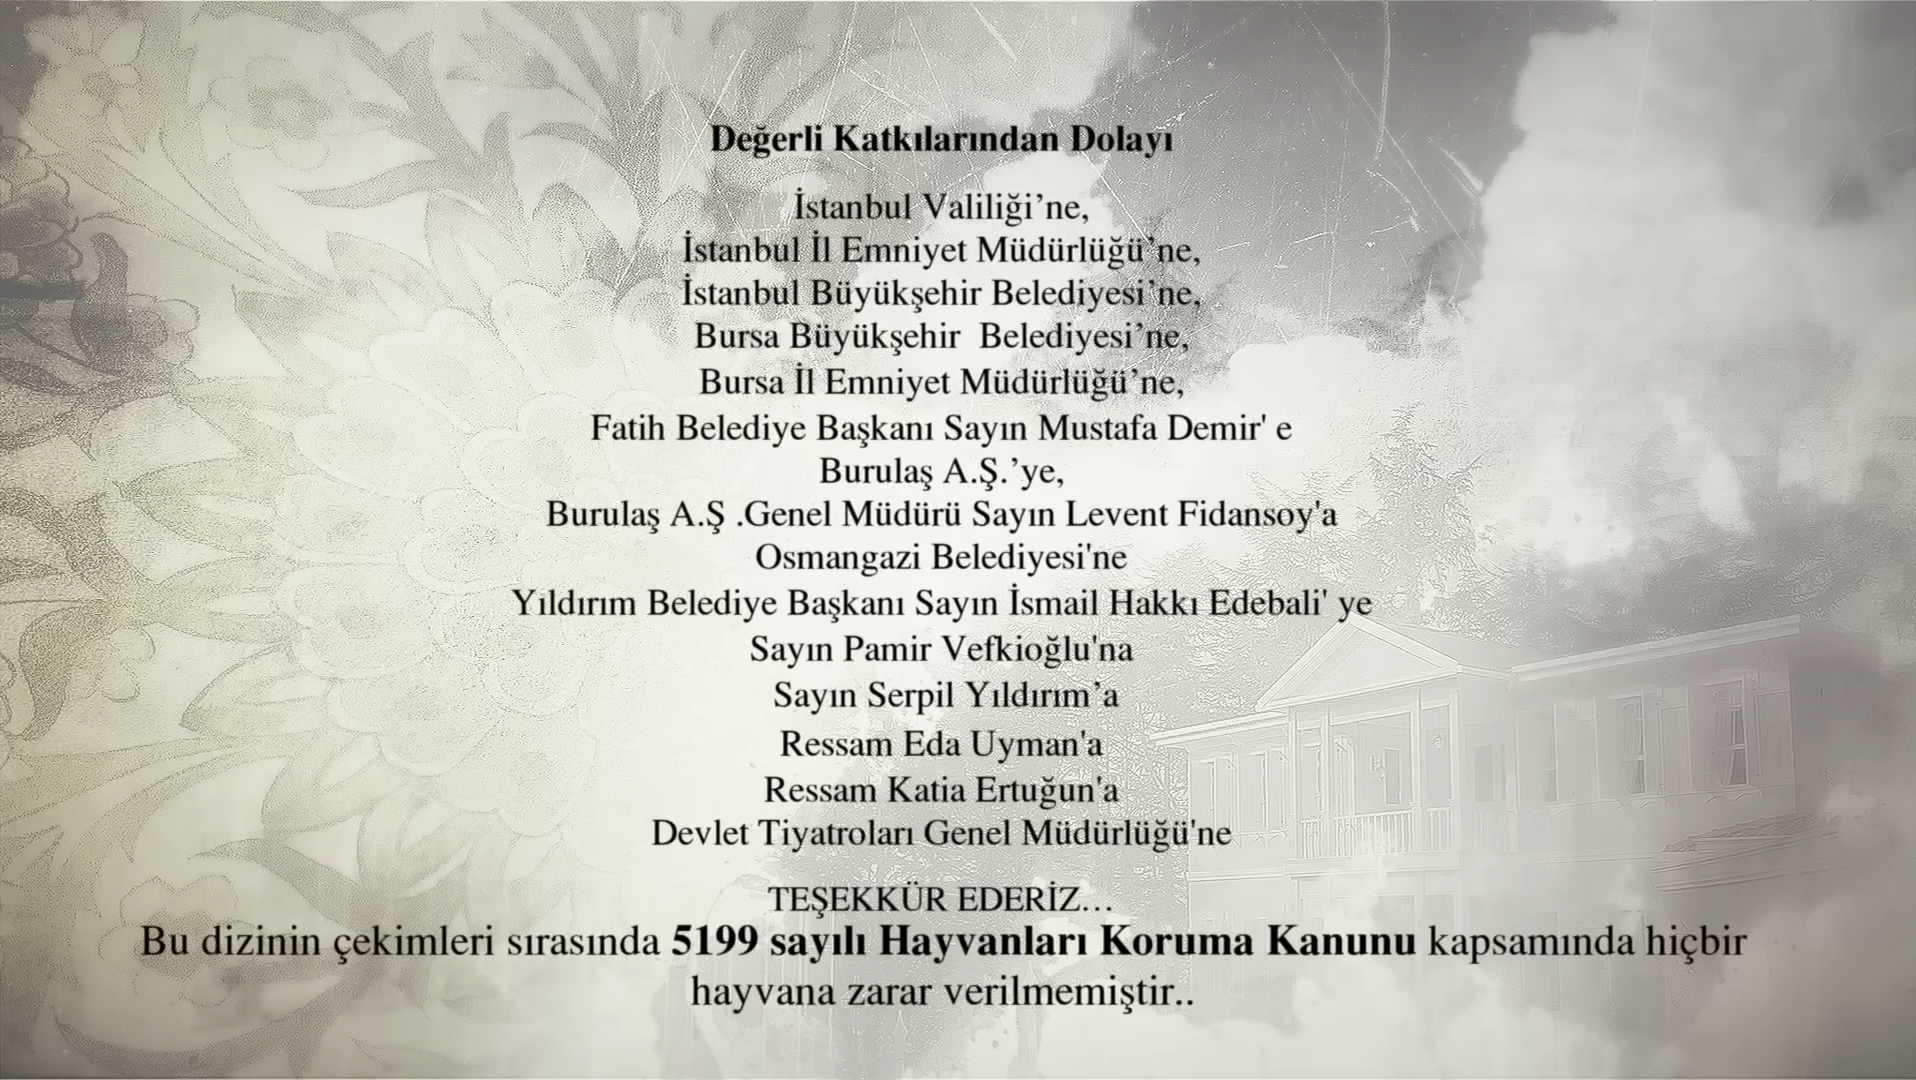 Değerli Katkılarından Dolayı
İstanbul Valiliği’ne,
İstanbul İl Emniyet Müdürlüğü’ne,
İstanbul Büyükşehir Belediyesi’ne,
Bursa Büyükşehir  Belediyesi’ne,
Bursa İl Emniyet Müdürlüğü’ne,
Fatih Belediye Başkanı Sayın Mustafa Demir' e
Burulaş A.Ş.’ye,
Burulaş A.Ş .Genel Müdürü Sayın Levent Fidansoy'a
Osmangazi Belediyesi'ne
Yıldırım Belediye Başkanı Sayın İsmail Hakkı Edebali' ye
Sayın Pamir Vefkioğlu'na
Sayın Serpil Yıldırım’a
Ressam Eda Uyman'a
Ressam Katia Ertuğun'a
Devlet Tiyatroları Genel Müdürlüğü'ne
TEŞEKKÜR EDERİZ…
Bu dizinin çekimleri sırasında 5199 sayılı Hayvanları Koruma Kanunu kapsamında hiçbir
hayvana zarar verilmemiştir..